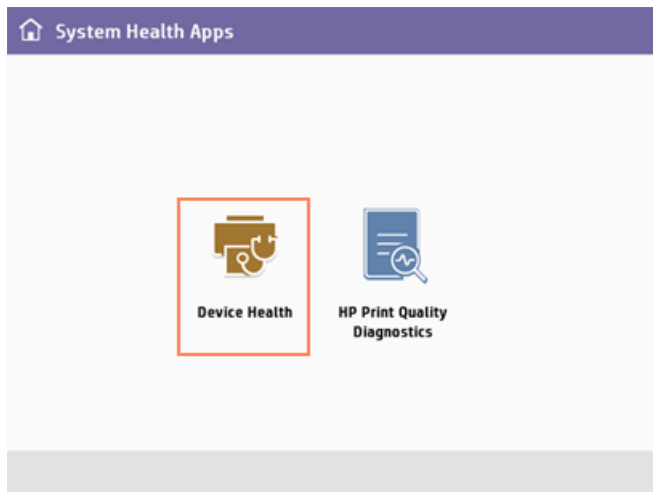 System Health Apps
Device Health
HP Print Quality
Diagnostics